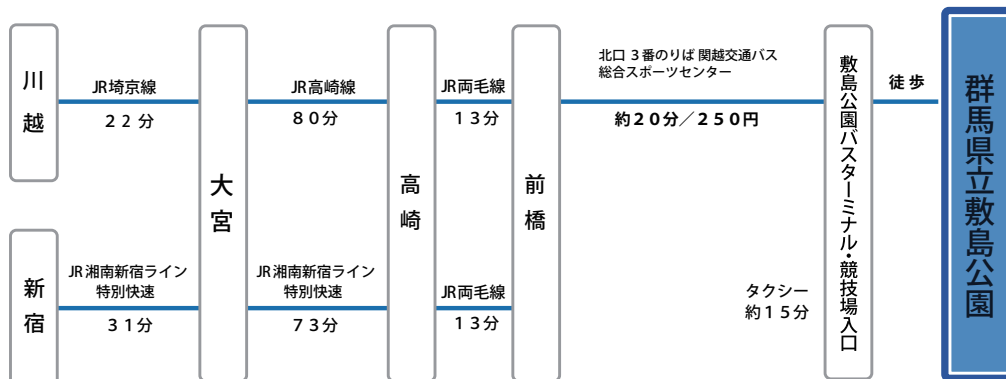 川越
JR埼京線
22分
新宿
JR湘南新宿ライン
特別快速
31分
大宮
JR高崎線
80分
JR湘南新宿ライン
特別快速
73分
高崎
JR両毛線
13分
JR両毛線
13分
前橋
北口 3番のりば 関越交通バス
総合スポーツセンター
約20分／250円
タクシー
約15分
敷島公園バスターミナル・競技場入口
徒歩
群馬県立敷島公園